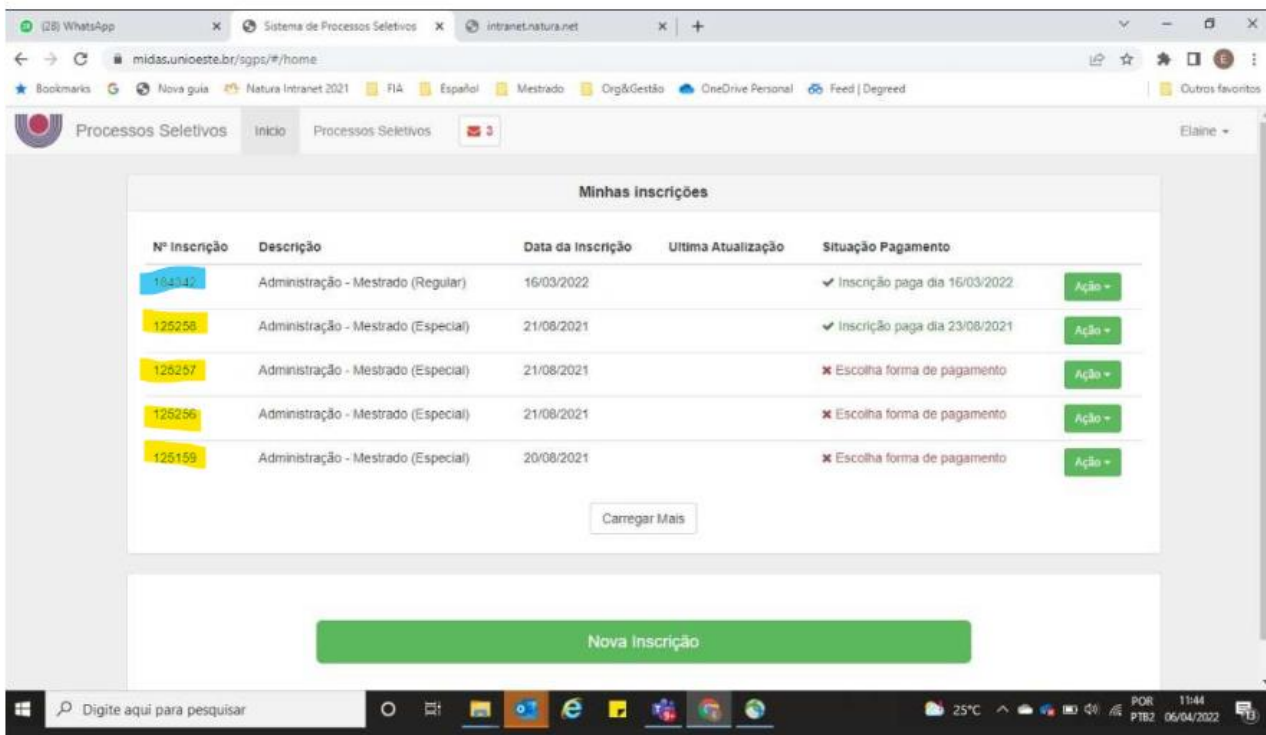 (28) WhatsApp
Sistema de Processos Seletivos
intranet.natura.net
midas.unioeste.br/sgps/#/home
Bookmarks Nova guia Natura Intranet 2021 FIA Español Mestrado Org&Gestão OneDrive Personal Feed | Degreed Outros favoritos
Processos Seletivos Inicio Processos Seletivos 3 Elaine
Minhas inscrições
Nº Inscrição Descrição Data da Inscrição Ultima Atualização Situação Pagamento
164342 Administração - Mestrado (Regular) 16/03/2022 Inscrição paga dia 16/03/2022 Ação
125258 Administração - Mestrado (Especial) 21/08/2021 Inscrição paga dia 23/08/2021 Ação
125257 Administração - Mestrado (Especial) 21/08/2021 Escolha forma de pagamento Ação
125256 Administração - Mestrado (Especial) 21/08/2021 Escolha forma de pagamento Ação
125159 Administração - Mestrado (Especial) 20/08/2021 Escolha forma de pagamento Ação
Carregar Mais
Nova Inscrição
Digite aqui para pesquisar 25°C POR 11:44
PTB2 06/04/2022